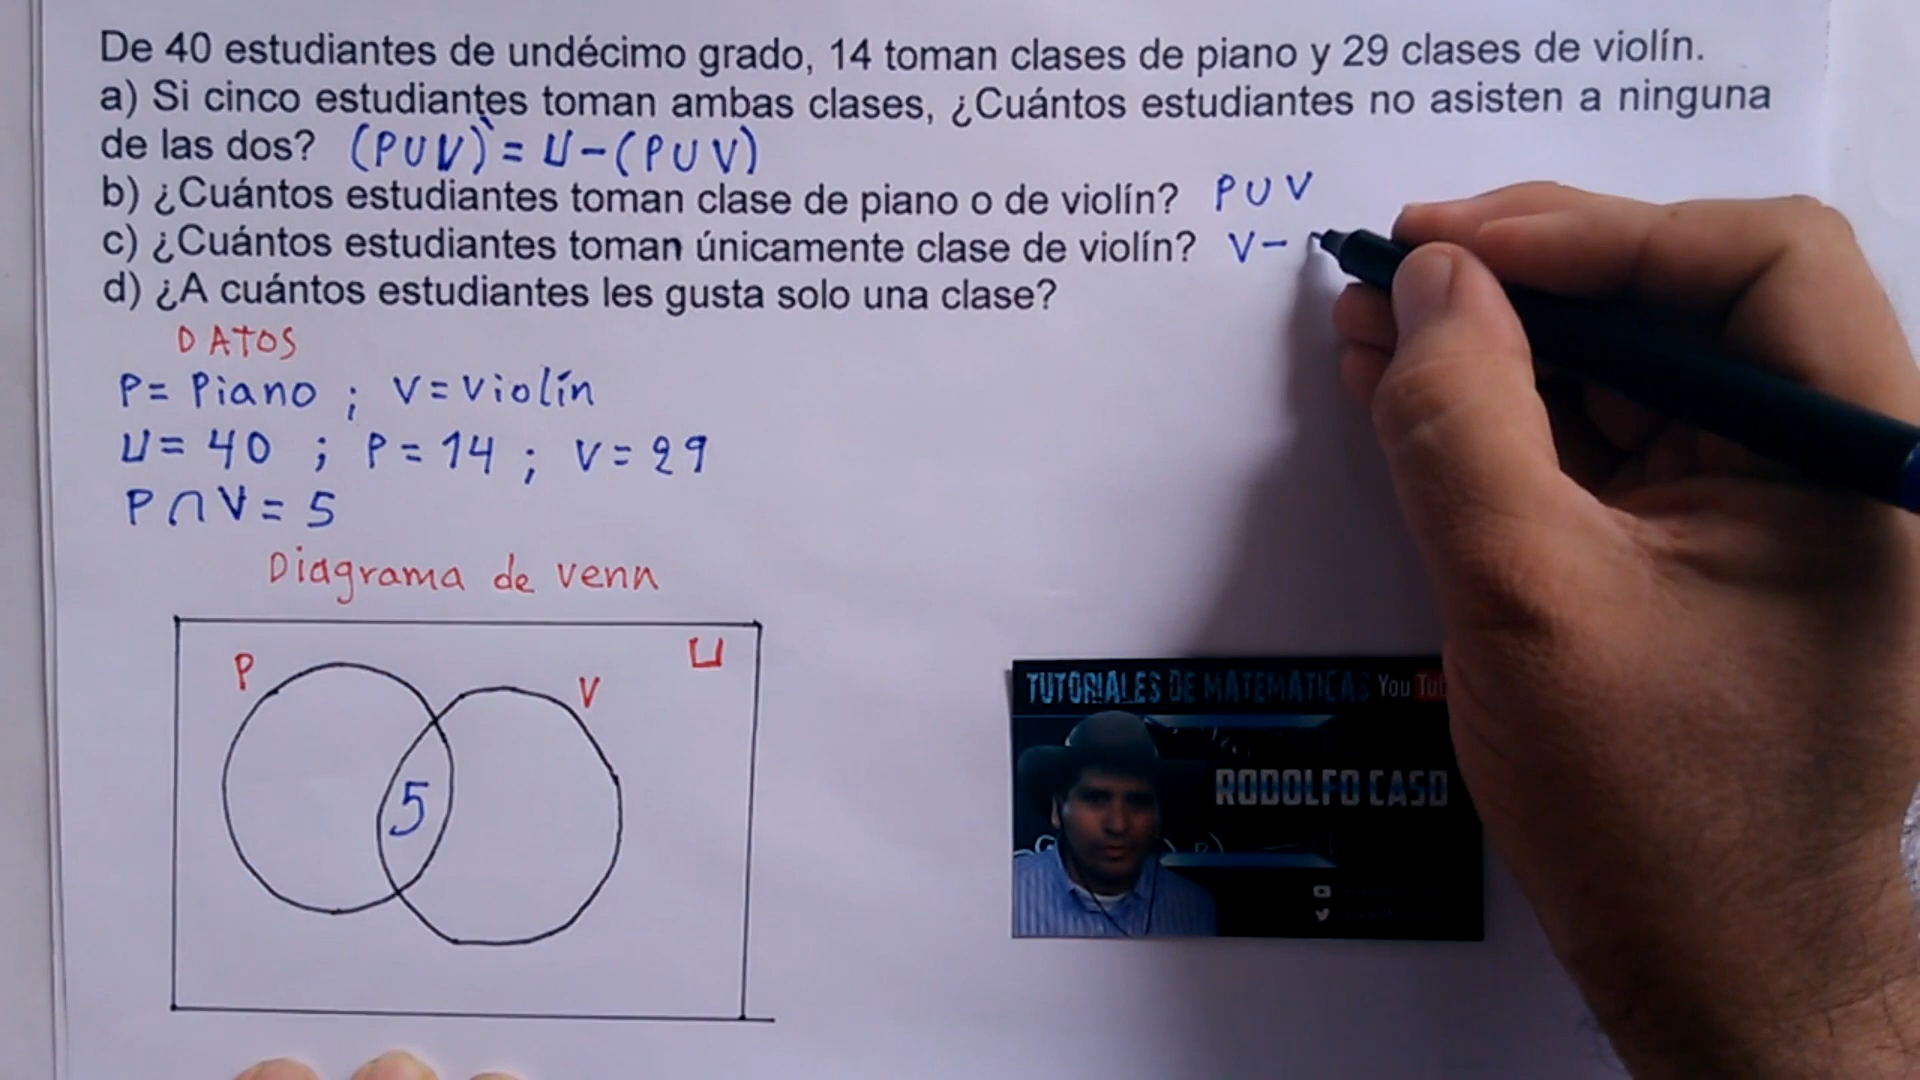 De 40 estudiantes de undécimo grado, 14 toman clases de piano y 29 clases de violín.
a) Si cinco estudiantes toman ambas clases, ¿Cuántos estudiantes no asisten a ninguna
de las dos? (P∪V)` = U-(P∪V)
b) ¿Cuántos estudiantes toman clase de piano o de violín? P∪V
c) ¿Cuántos estudiantes toman únicamente clase de violín? V-
d) ¿A cuántos estudiantes les gusta solo una clase?
DATOS
P= Piano ; V= Violín
U= 40 ; P= 14 ; V= 29
P∩V= 5
Diagrama de venn
P V U
5
TUTORIALES DE MATEMATICAS You
RODOLFO CASO